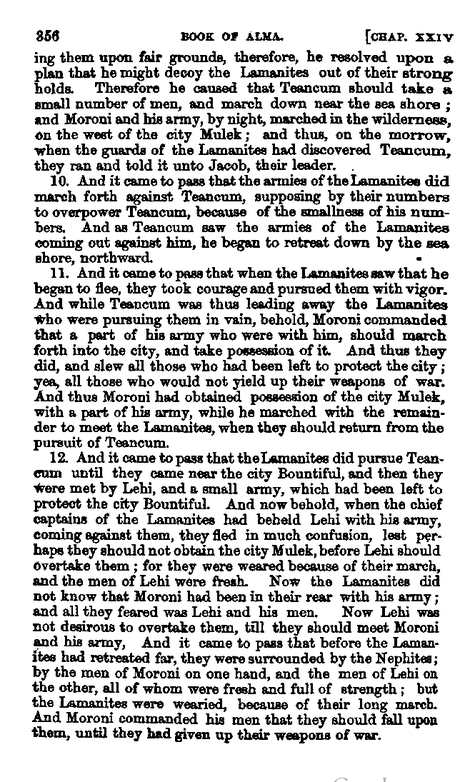 356 BOOK OF ALMA. [CHAP. XXIV
ing them upon fair grounds, therefore, he resolved upon a
plan that he might decoy the Lamanites out of their strong
holds. Therefore he caused that Teancum should take a
small number of men, and march down near the sea shore;
and Moroni and his army, by night, marched in the wilderness,
on the west of the city Mulek; and thus, on the morrow,
when the guards of the Lamanites had discovered Teancum,
they ran and told it unto Jacob, their leader.
10. And it came to pass that the armies of the Lamanites did
march forth against Teancum, supposing by their numbers
to overpower Teancum, because of the smallness of his num-
bers. And as Teancum saw the armies of the Lamanites
coming out against him, he began to retreat down by the sea
shore, northward.
11. And it came to pass that when the Lamanites saw that he
began to flee, they took courage and pursued them with vigor.
And while Teancum was thus leading away the Lamanites
who were pursuing them in vain, behold, Moroni commanded
that a part of his army who were with him, should march
forth into the city, and take possession of it. And thus they
did, and slew all those who had been left to protect the city;
yea, all those who would not yield up their weapons of war.
And thus Moroni had obtained possession of the city Mulek,
with a part of his army, while he marched with the remain-
der to meet the Lamanites, when they should return from the
pursuit of Teancum.
12. And it came to pass that the Lamanites did pursue Tean-
cum until they came near the city Bountiful, and then they
were met by Lehi, and a small army, which had been left to
protect the city Bountiful. And now behold, when the chief
captains of the Lamanites had beheld Lehi with his army,
coming against them, they fled in much confusion, lest per-
haps they should not obtain the city Mulek, before Lehi should
overtake them; for they were weared because of their march,
and the men of Lehi were fresh. Now the Lamanites did
not know that Moroni had been in their rear with his army;
and all they feared was Lehi and his men. Now Lehi was
not desirous to overtake them, till they should meet Moroni
and his army, And it came to pass that before the Laman-
ites had retreated far, they were surrounded by the Nephites;
by the men of Moroni on one hand, and the men of Lehi on
the other, all of whom were fresh and full of strength; but
the Lamanites were wearied, because of their long march.
And Moroni commanded his men that they should fall upon
them, until they had given up their weapons of war.